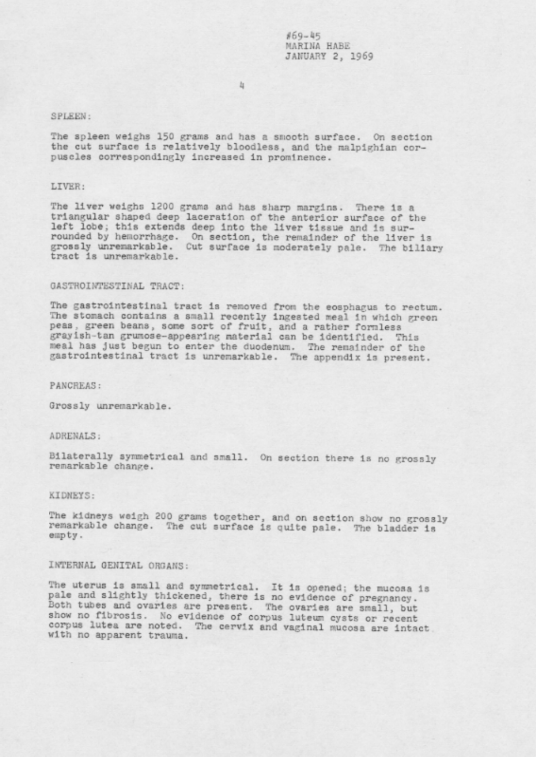 #69-45
MARINA HABE
JANUARY 2, 1969
4
SPLEEN:
The spleen weighs 150 grams and has a smooth surface. On section
the cut surface is relatively bloodless, and the malpighian cor-
puscles correspondingly increased in prominence.
LIVER:
The liver weighs 1200 grams and has sharp margins. There is a
triangular shaped deep laceration of the anterior surface of the
left lobe; this extends deep into the liver tissue and is sur-
rounded by hemorrhage. On section, the remainder of the liver is
grossly unremarkable. Cut surface is moderately pale. The biliary
tract is unremarkable.
GASTROINTESTINAL TRACT:
The gastrointestinal tract is removed from the eosphagus to rectum.
The stomach contains a small recently ingested meal in which green
peas, green beans, some sort of fruit, and a rather formless
grayish-tan grumose-appearing material can be identified. This
meal has just begun to enter the duodenum. The remainder of the
gastrointestinal tract is unremarkable. The appendix is present.
PANCREAS:
Grossly unremarkable.
ADRENALS:
Bilaterally symmetrical and small. On section there is no grossly
remarkable change.
KIDNEYS:
The kidneys weigh 200 grams together, and on section show no grossly
remarkable change. The cut surface is quite pale. The bladder is
empty.
INTERNAL GENITAL ORGANS:
The uterus is small and symmetrical. It is opened; the mucosa is
pale and slightly thickened, there is no evidence of pregnancy.
Both tubes and ovaries are present. The ovaries are small, but
show no fibrosis. No evidence of corpus luteum cysts or recent
corpus lutea are noted. The cervix and vaginal mucosa are intact
with no apparent trauma.